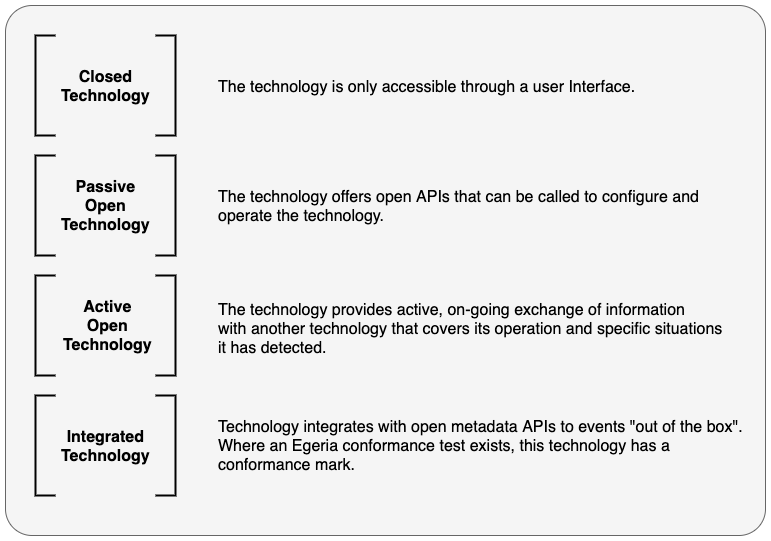 Closed
Technology
The technology is only accessible through a user Interface.
Passive
Open
Technology
The technology offers open APIs that can be called to configure and
operate the technology.
Active
Open
Technology
The technology provides active, on-going exchange of information
with another technology that covers its operation and specific situations
it has detected.
Integrated
Technology
Technology integrates with open metadata APIs to events "out of the box".
Where an Egeria conformance test exists, this technology has a
conformance mark.